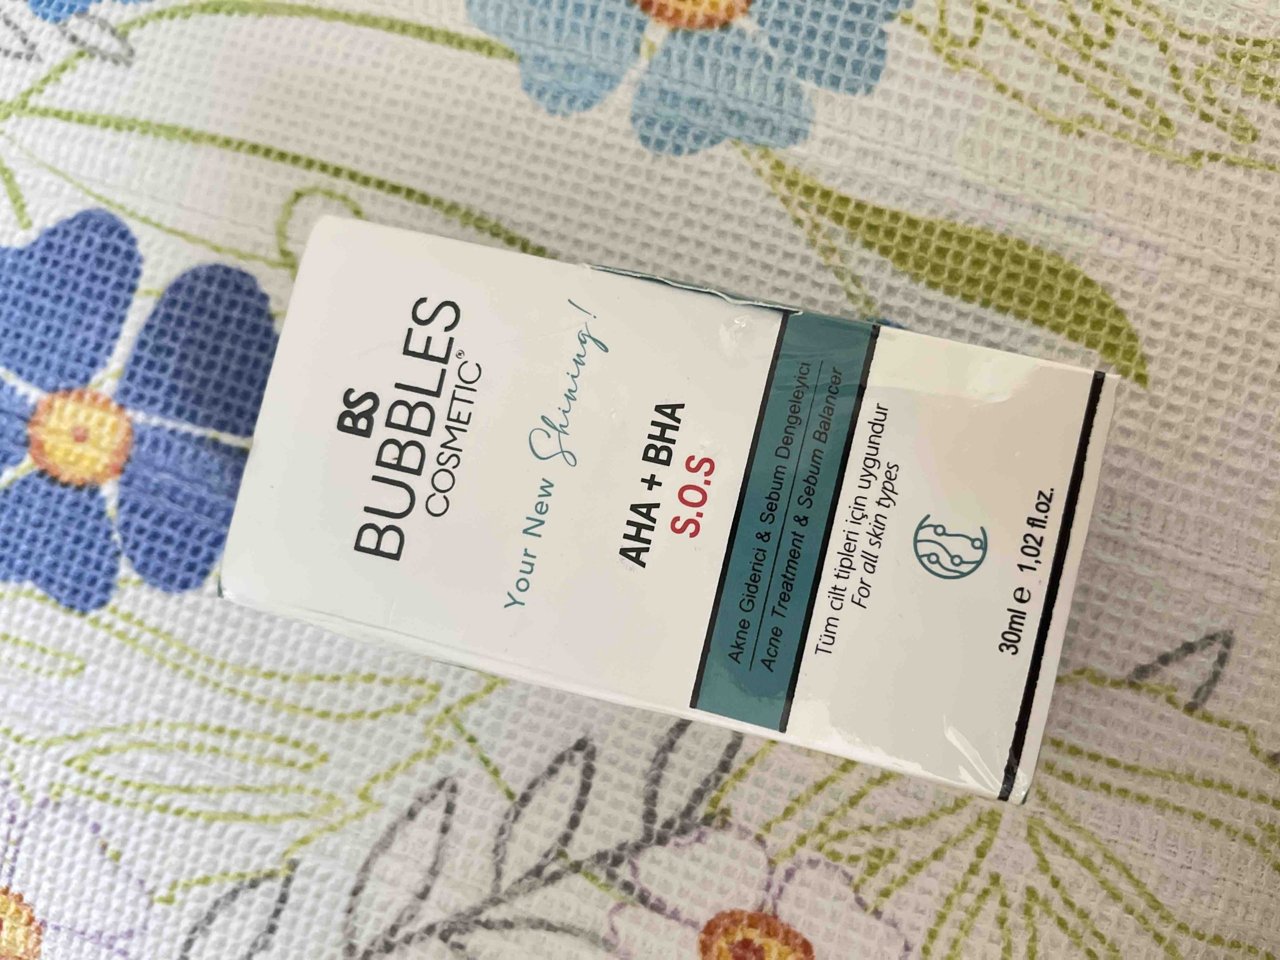 BS
BUBBLES
COSMETIC®
Your New Shining!
AHA + BHA
S.O.S
Akne Giderici & Sebum Dengeleyici
Acne Treatment & Sebum Balancer
Tüm cilt tipleri için uygundur
For all skin types
30ml e 1,02 fl.oz.